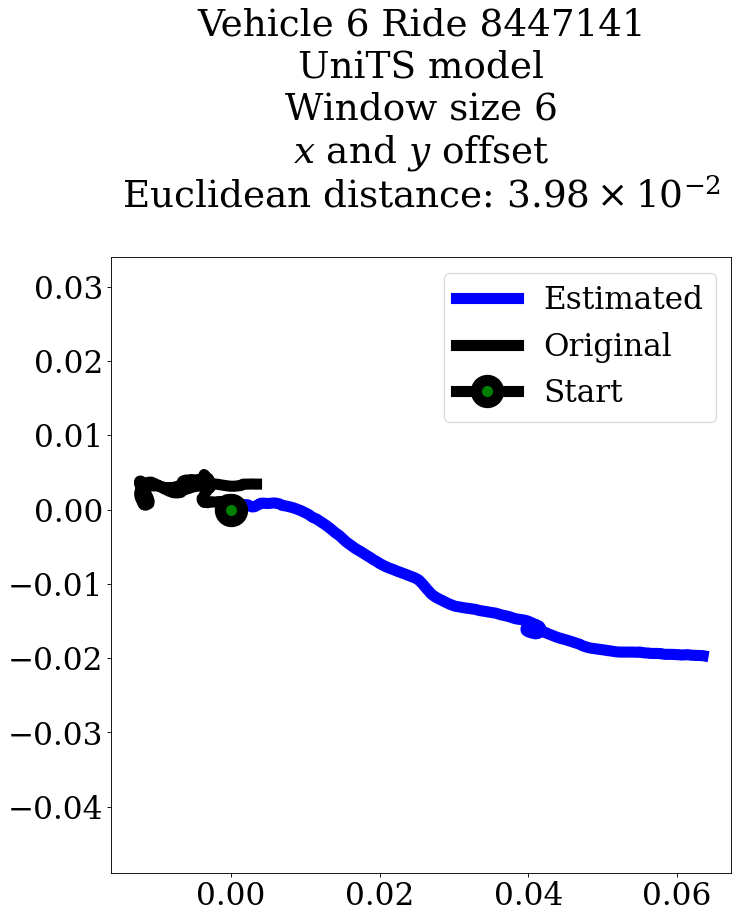 Vehicle 6 Ride 8447141
UniTS model
Window size 6
x and y offset
Euclidean distance: 3.98 × 10⁻²
Estimated
Original
Start
0.03
0.02
0.01
0.00
−0.01
−0.02
−0.03
−0.04
0.00 0.02 0.04 0.06